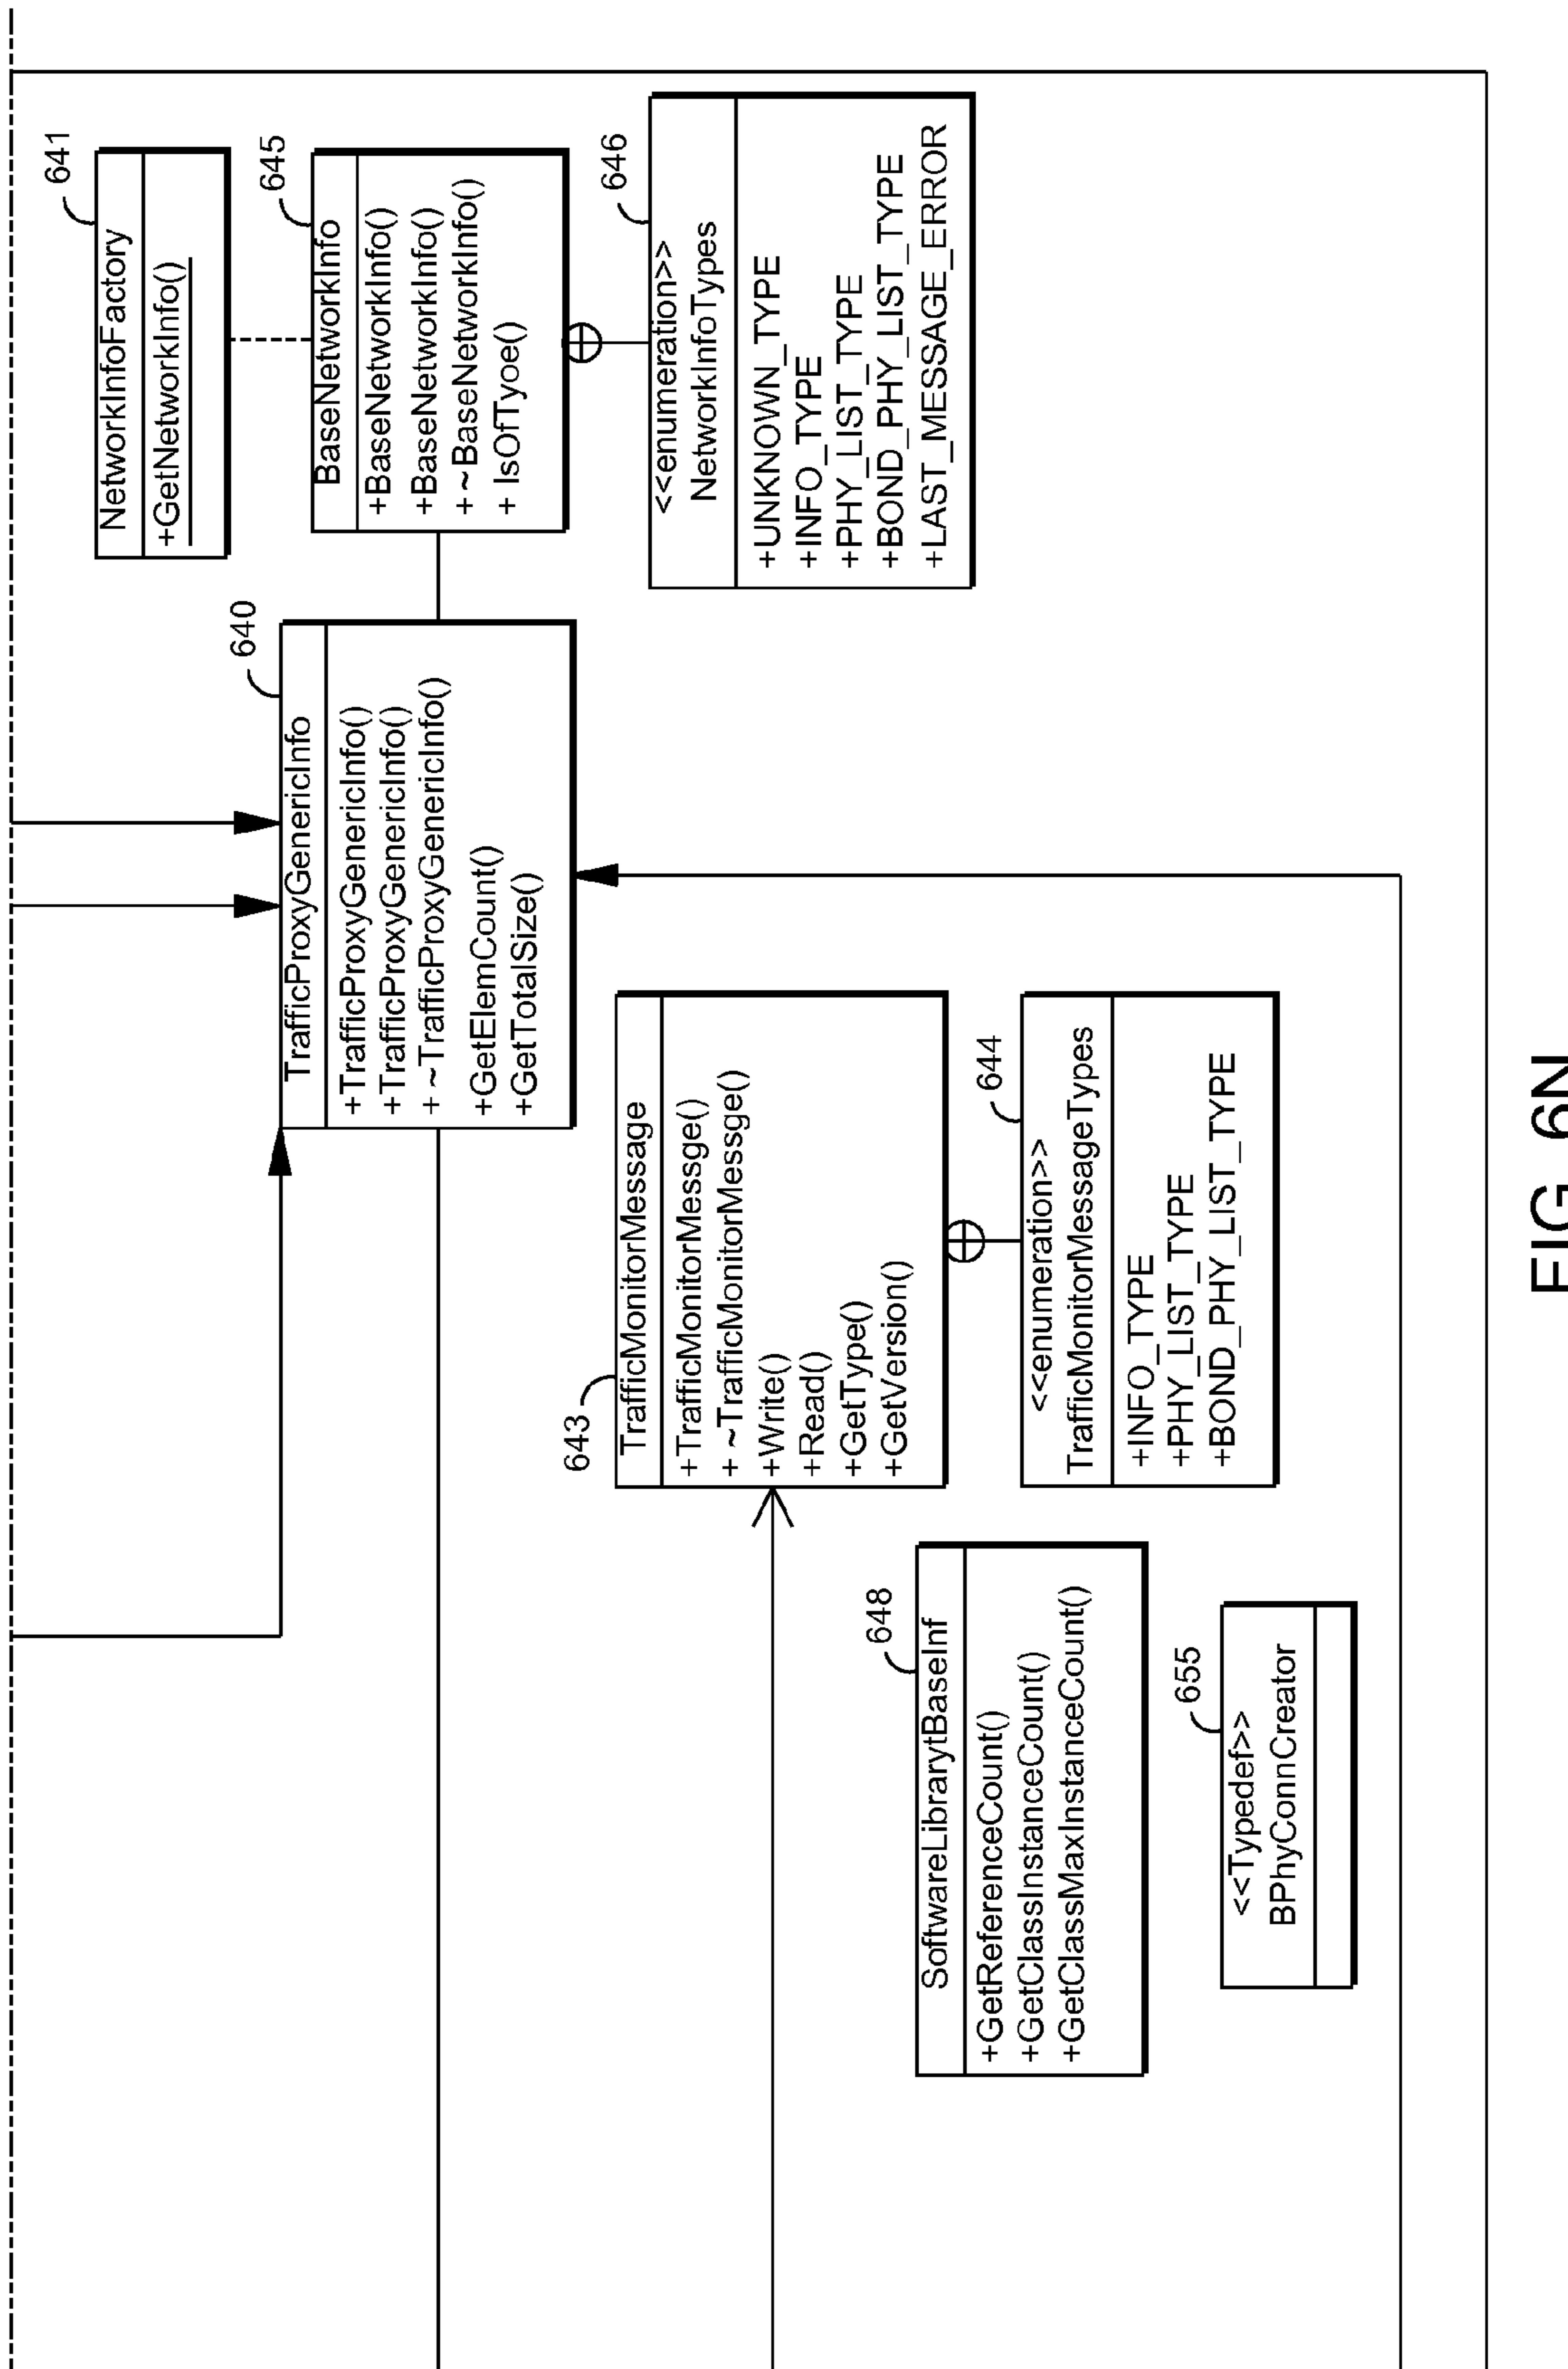 641
NetworkInfoFactory
+GetNetworkInfo()
645
BaseNetworkInfo
+BaseNetworkInfo()
+BaseNetworkInfo()
+ ~BaseNetworkInfo()
+ IsOfTyoe()
646
<<enumeration>>
NetworkInfoTypes
+UNKNOWN_TYPE
+INFO_TYPE
+PHY_LIST_TYPE
+BOND_PHY_LIST_TYPE
+LAST_MESSAGE_ERROR
640
TrafficProxyGenericInfo
+TrafficProxyGenericInfo()
+TrafficProxyGenericInfo()
+ ~TrafficProxyGenericInfo()
+GetElemCount()
+GetTotalSize()
643
TrafficMonitorMessage
+TrafficMonitorMessge()
+ ~TrafficMonitorMessge()
+Write()
+Read()
+GetType()
+GetVersion()
644
<<enumeration>>
TrafficMonitorMessageTypes
+INFO_TYPE
+PHY_LIST_TYPE
+BOND_PHY_LIST_TYPE
648
SoftwareLibrarytBaseInf
+GetReferenceCount()
+GetClassInstanceCount()
+GetClassMaxInstanceCount()
655
<<Typedef>>
BPhyConnCreator
FIG. 6N